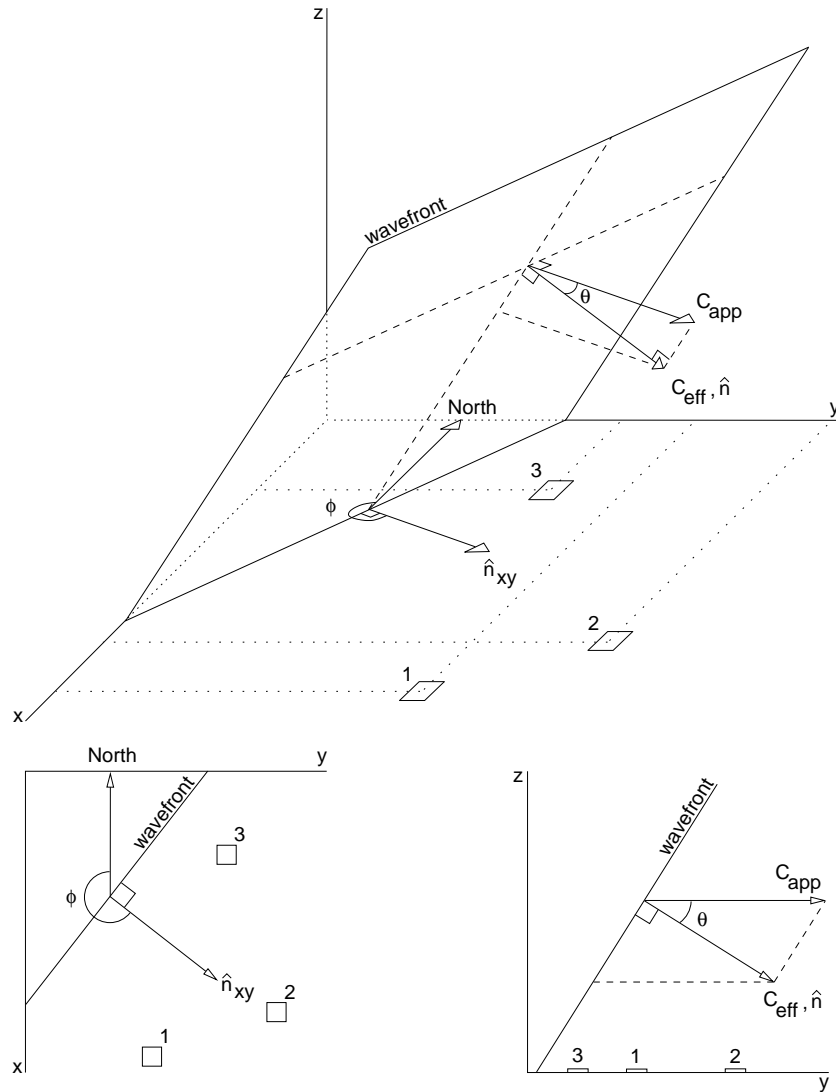 z
wavefront
θ
C_app
C_eff , n̂
North
y
3
ϕ
n̂_xy
2
1
x
North
y
z
wavefront
wavefront
3
C_app
ϕ
θ
n̂_xy
2
C_eff , n̂
1
x
3
1
2
y